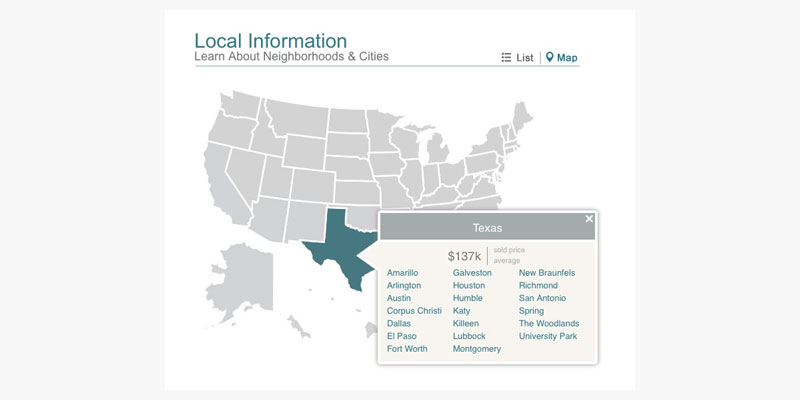 Local Information
Learn About Neighborhoods & Cities
List | Map
Texas
$137k
sold price
average
Amarillo Galveston New Braunfels
Arlington Houston Richmond
Austin Humble San Antonio
Corpus Christi Katy Spring
Dallas Killeen The Woodlands
El Paso Lubbock University Park
Fort Worth Montgomery